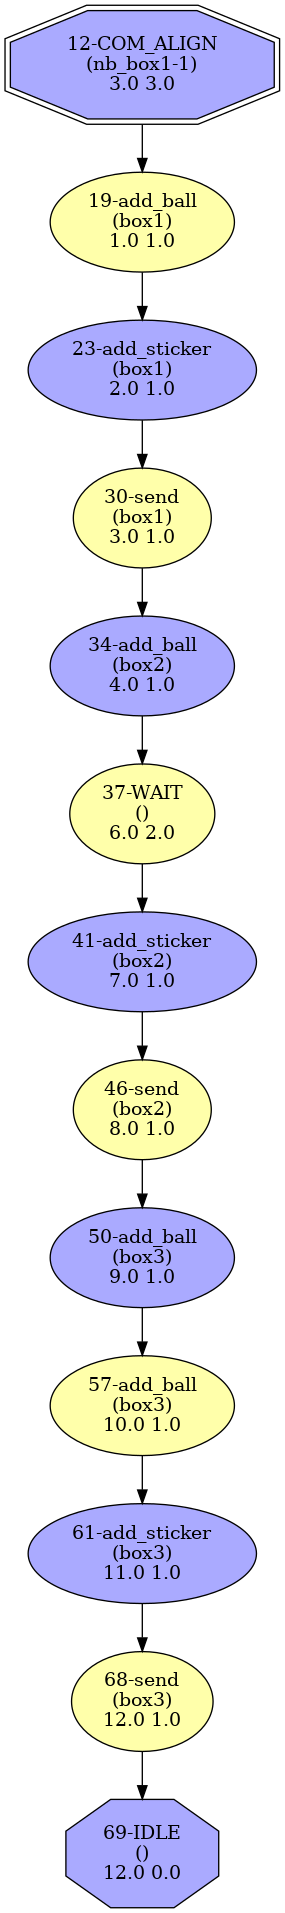 12-COM_ALIGN
(nb_box1-1)
3.0 3.0
19-add_ball
(box1)
1.0 1.0
23-add_sticker
(box1)
2.0 1.0
30-send
(box1)
3.0 1.0
34-add_ball
(box2)
4.0 1.0
37-WAIT
()
6.0 2.0
41-add_sticker
(box2)
7.0 1.0
46-send
(box2)
8.0 1.0
50-add_ball
(box3)
9.0 1.0
57-add_ball
(box3)
10.0 1.0
61-add_sticker
(box3)
11.0 1.0
68-send
(box3)
12.0 1.0
69-IDLE
()
12.0 0.0